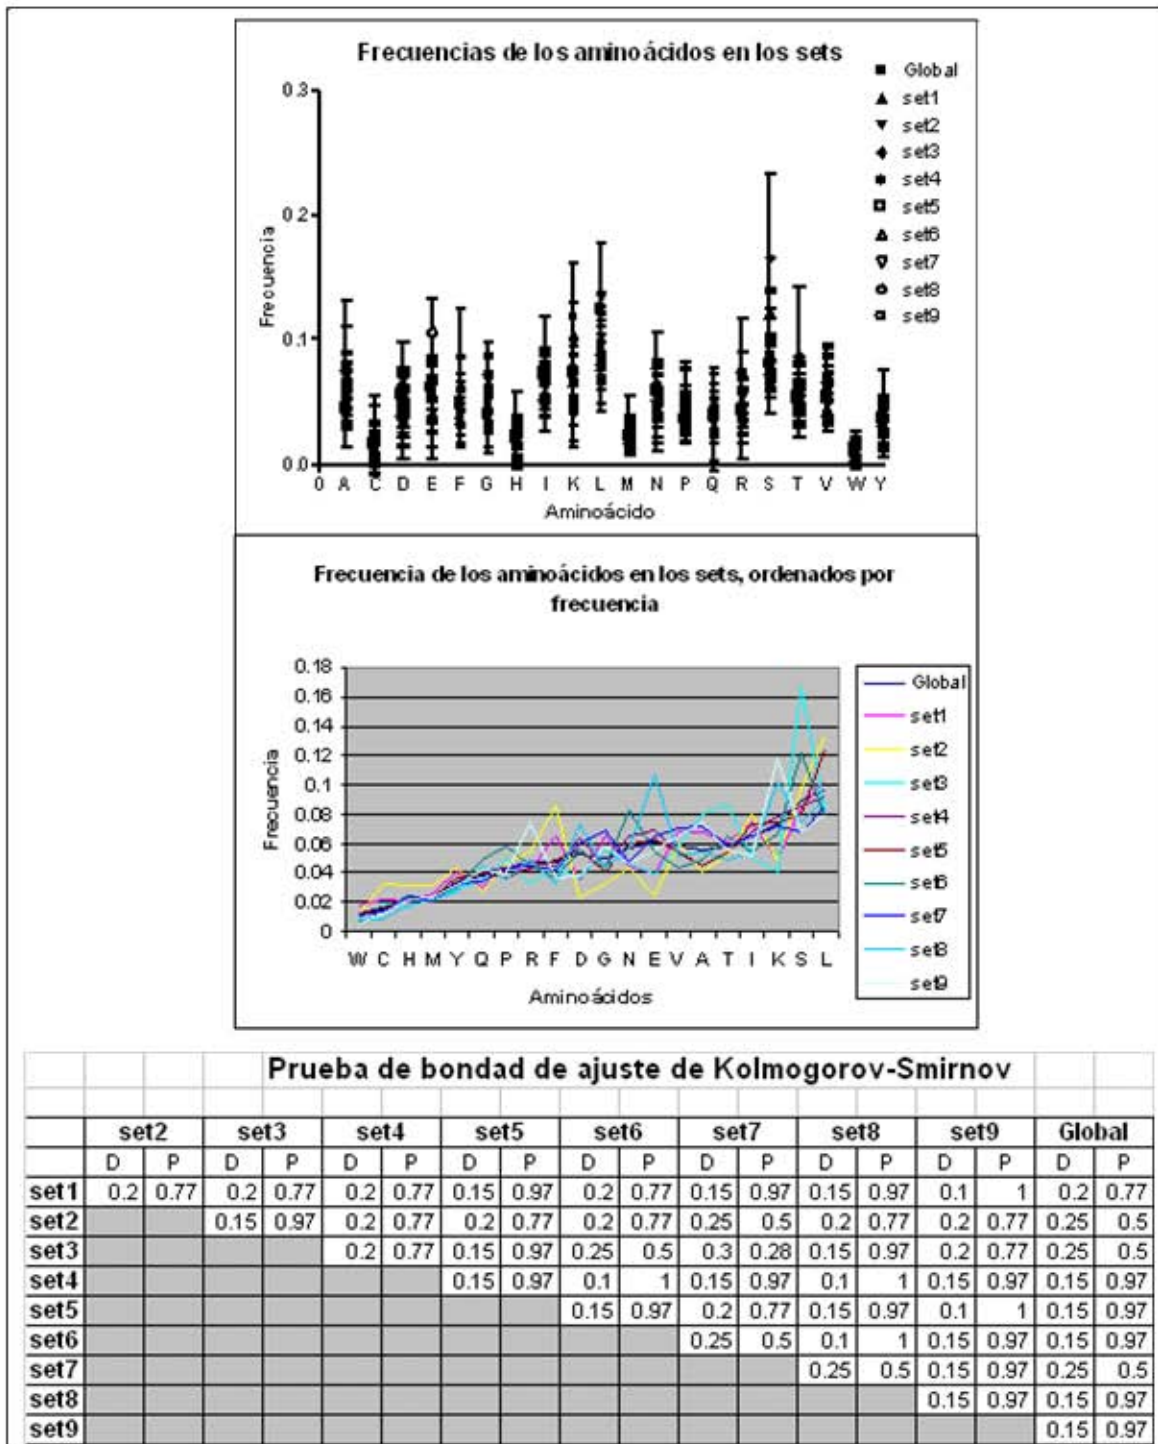 Frecuencias de los aminoácidos en los sets
Global
set1
set2
set3
set4
set5
set6
set7
set8
set9
0.3
0.2
0.1
0.0
Frecuencia
0 A C D E F G H I K L M N P Q R S T V W Y
Aminoácido
Frecuencia de los aminoácidos en los sets, ordenados por
frecuencia
0.18
0.16
0.14
0.12
0.1
0.08
0.06
0.04
0.02
0
Frecuencia
W C H M Y Q P R F D G N E V A T I K S L
Aminoácidos
Global
set1
set2
set3
set4
set5
set6
set7
set8
set9
Prueba de bondad de ajuste de Kolmogorov-Smirnov
set2 set3 set4 set5 set6 set7 set8 set9 Global
D P D P D P D P D P D P D P D P D P
set1 0.2 0.77 0.2 0.77 0.2 0.77 0.15 0.97 0.2 0.77 0.15 0.97 0.15 0.97 0.1 1 0.2 0.77
set2 0.15 0.97 0.2 0.77 0.2 0.77 0.2 0.77 0.25 0.5 0.2 0.77 0.2 0.77 0.25 0.5
set3 0.2 0.77 0.15 0.97 0.25 0.5 0.3 0.28 0.15 0.97 0.2 0.77 0.25 0.5
set4 0.15 0.97 0.1 1 0.15 0.97 0.1 1 0.15 0.97 0.15 0.97
set5 0.15 0.97 0.2 0.77 0.15 0.97 0.1 1 0.15 0.97
set6 0.25 0.5 0.1 1 0.15 0.97 0.15 0.97
set7 0.25 0.5 0.15 0.97 0.25 0.5
set8 0.15 0.97 0.15 0.97
set9 0.15 0.97